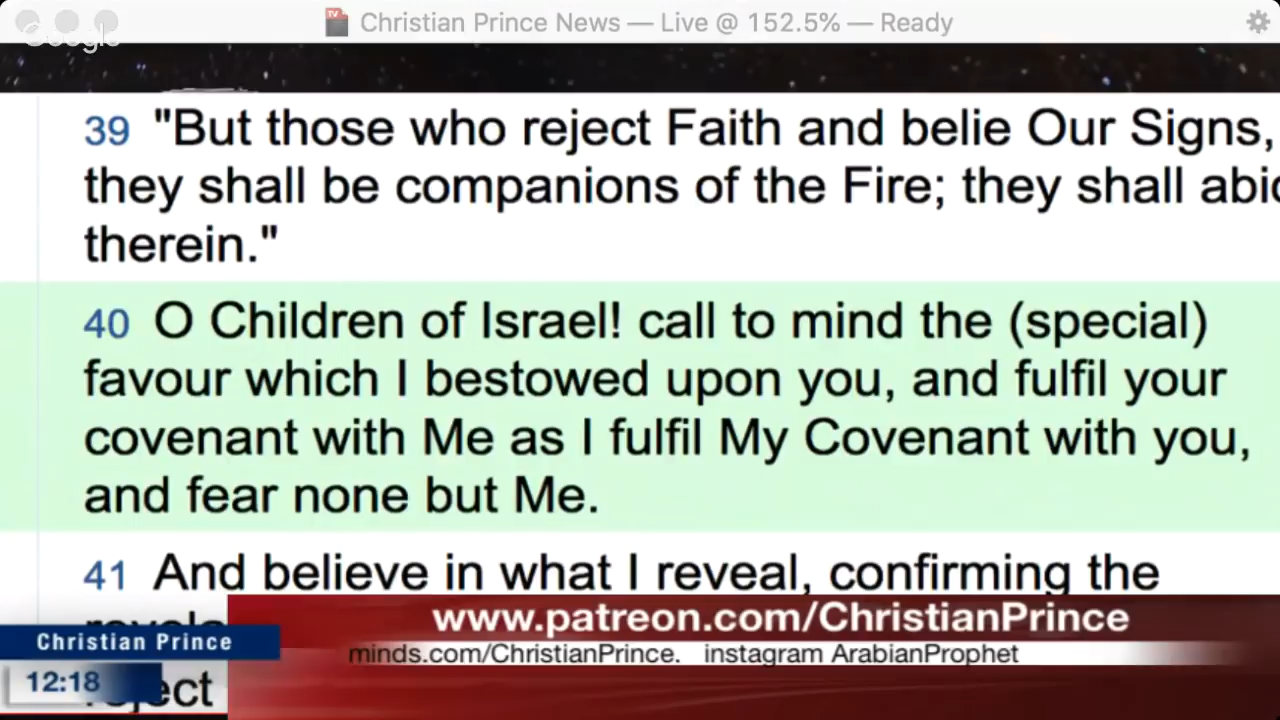 Christian Prince News — Live @ 152.5% — Ready
Google
39 "But those who reject Faith and belie Our Signs,
they shall be companions of the Fire; they shall
therein."
40 O Children of Israel! call to mind the (special)
favour which I bestowed upon you, and fulfil your
covenant with Me as I fulfil My Covenant with you,
and fear none but Me.
41 And believe in what I reveal, confirming the
www.patreon.com/ChristianPrince
Christian Prince
minds.com/ChristianPrince. instagram ArabianProphet
12:18